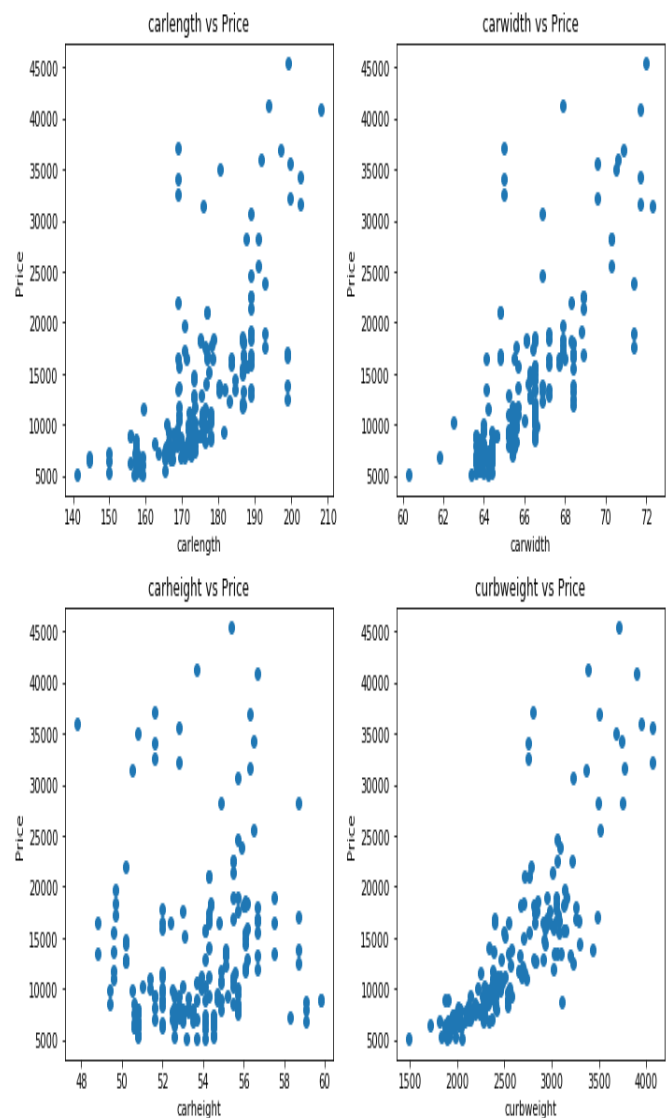 carlength vs Price
carwidth vs Price
45000
40000
35000
30000
25000
20000
15000
10000
5000
Price
140 150 160 170 180 190 200 210
carlength
45000
40000
35000
30000
25000
20000
15000
10000
5000
Price
60 62 64 66 68 70 72
carwidth
carheight vs Price
curbweight vs Price
45000
40000
35000
30000
25000
20000
15000
10000
5000
Price
48 50 52 54 56 58 60
carheight
45000
40000
35000
30000
25000
20000
15000
10000
5000
Price
1500 2000 2500 3000 3500 4000
curbweight